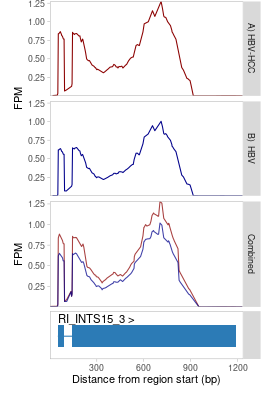 1.25
1.00
0.75
0.50
0.25
A) HBV-HCC
FPM
1.25
1.00
0.75
0.50
0.25
B) HBV
1.25
1.00
0.75
0.50
0.25
FPM
Combined
RI_INTS15_3 >
300
600
900
1200
Distance from region start (bp)